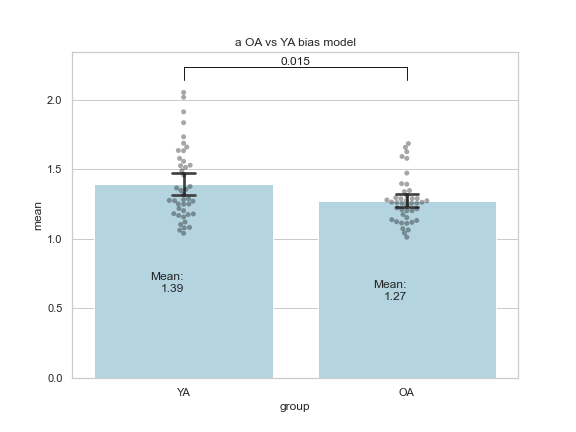 a OA vs YA bias model
0.015
2.0
1.5
1.0
0.5
0.0
mean
Mean:
1.39
Mean:
1.27
YA
OA
group